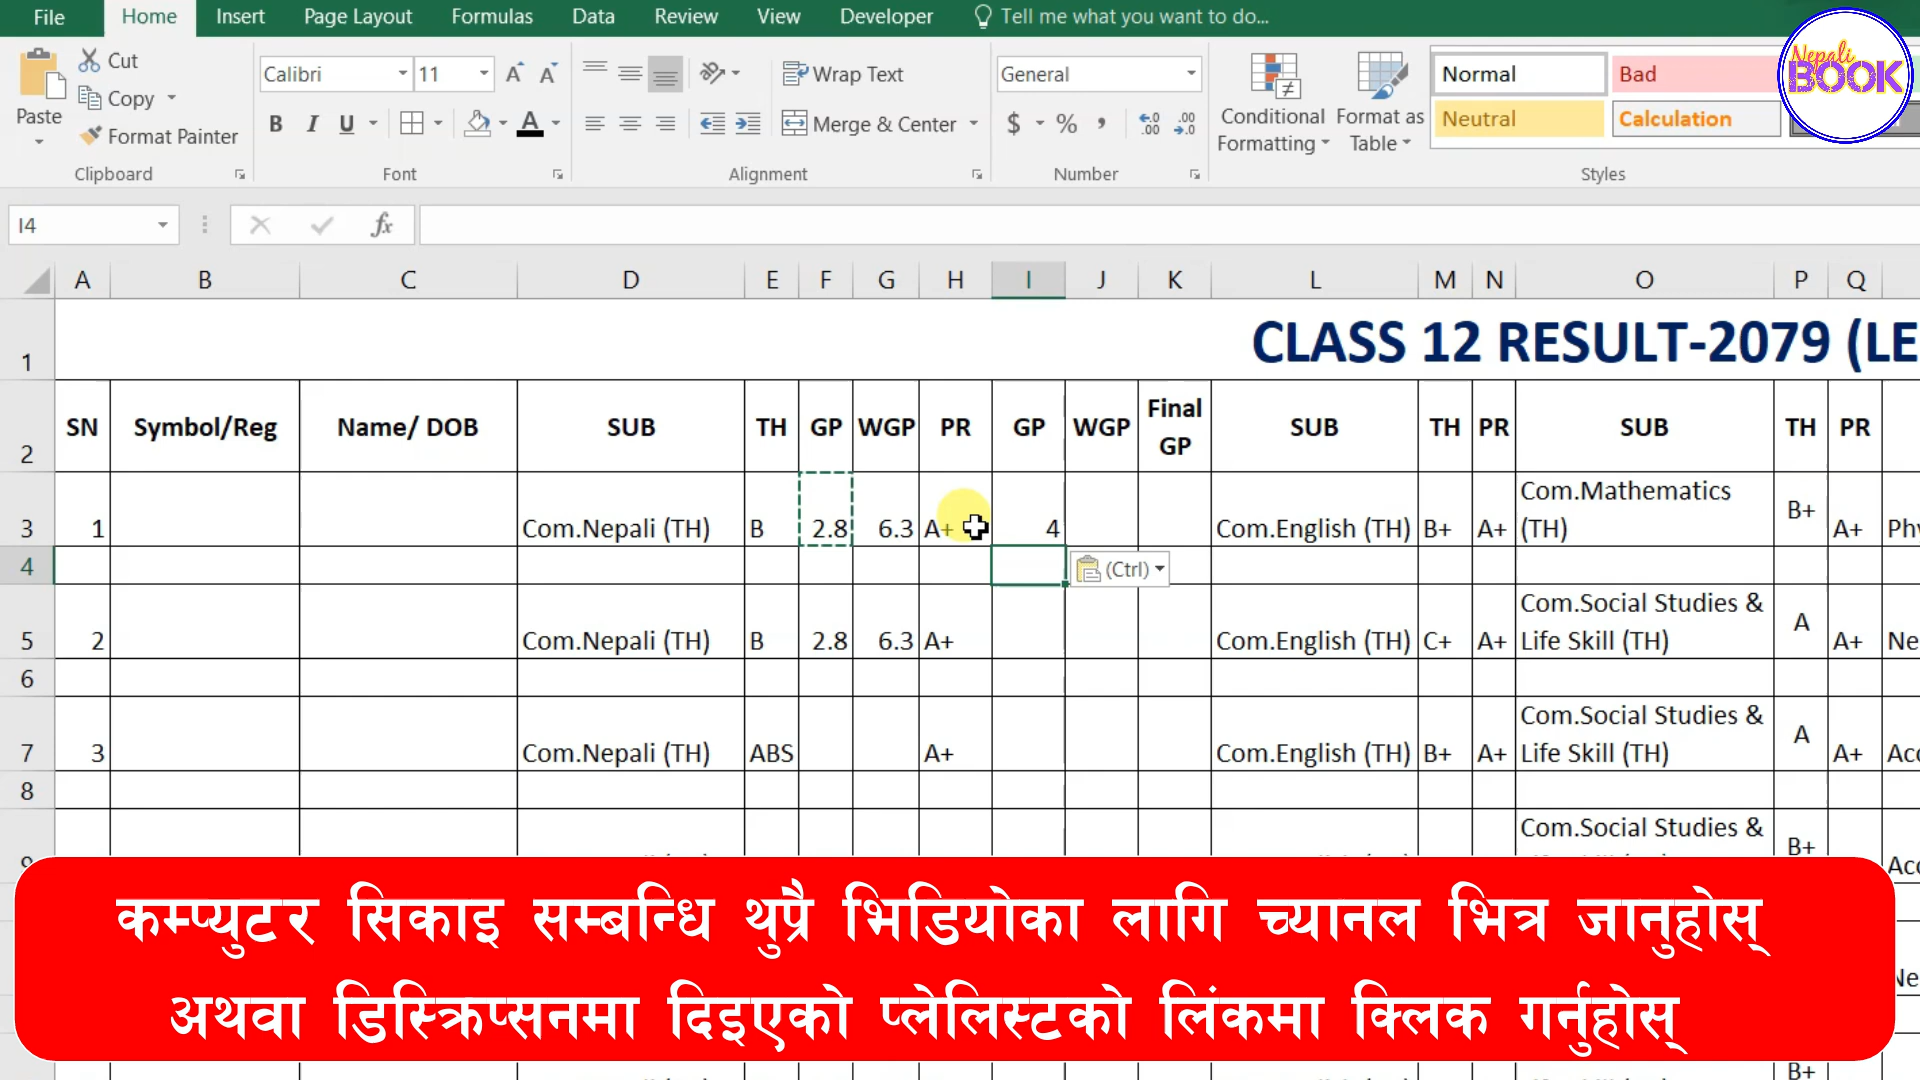 File Home Insert Page Layout Formulas Data Review View Developer Tell me what you want to do...
Nepali
BOOK
Cut
Copy
Format Painter
Paste
Clipboard
Calibri 11
B I U
Font
Wrap Text
Merge & Center
Alignment
General
$ % ,
Number
Conditional Formatting
Format as Table
Normal Bad
Neutral Calculation
Styles
I4 fx
A B C D E F G H I J K L M N O P Q
1 CLASS 12 RESULT-2079 (LE
2 SN Symbol/Reg Name/ DOB SUB TH GP WGP PR GP WGP Final GP SUB TH PR SUB TH PR
3 1 Com.Nepali (TH) B 2.8 6.3 A+ 4 Com.English (TH) B+ A+ Com.Mathematics (TH) B+ A+ Phy
4 (Ctrl)
5 2 Com.Nepali (TH) B 2.8 6.3 A+ Com.English (TH) C+ A+ Com.Social Studies & Life Skill (TH) A A+ Ne
6
7 3 Com.Nepali (TH) ABS A+ Com.English (TH) B+ A+ Com.Social Studies & Life Skill (TH) A A+ Acc
8
Com.Social Studies & B+ Acc
कम्प्युटर सिकाइ सम्बन्धि थुप्रै भिडियोका लागि च्यानल भित्र जानुहोस्
अथवा डिस्क्रिप्सनमा दिइएको प्लेलिस्टको लिंकमा क्लिक गर्नुहोस्
Ne
B+